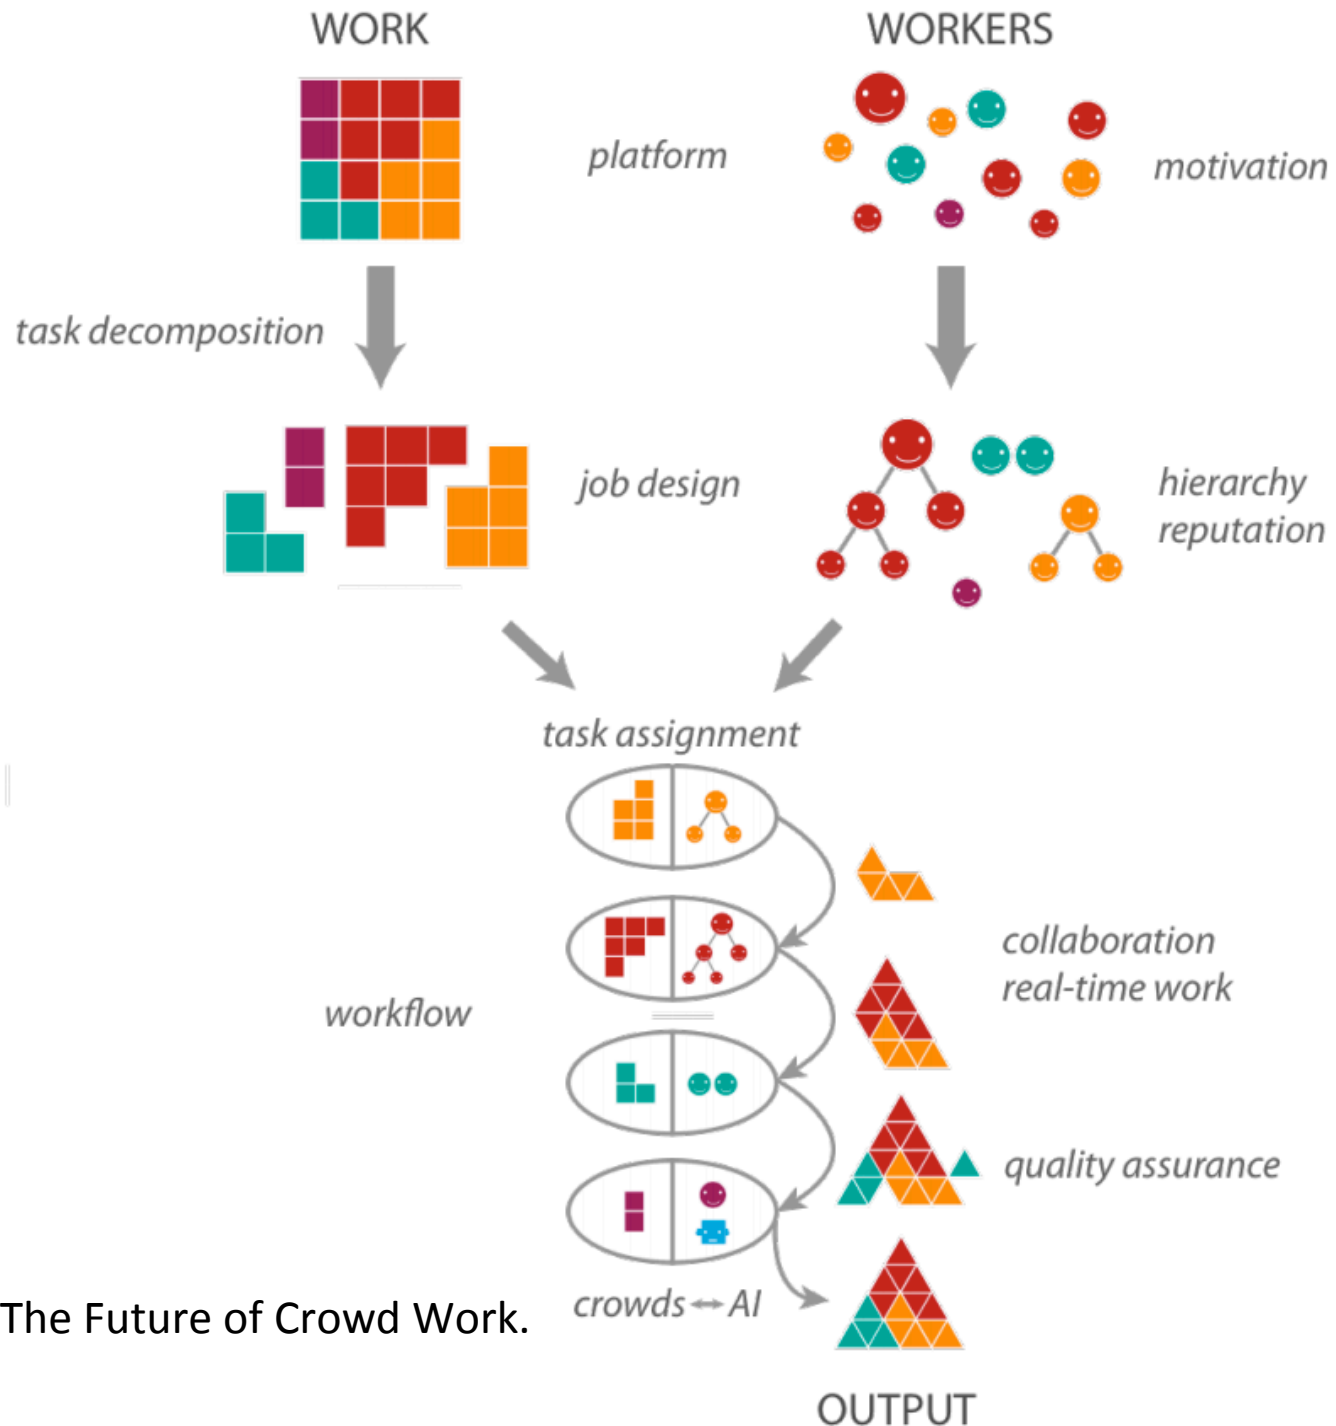 WORK
WORKERS
platform
motivation
task decomposition
job design
hierarchy
reputation
task assignment
collaboration
real-time work
workflow
quality assurance
crowds↔AI
The Future of Crowd Work.
OUTPUT